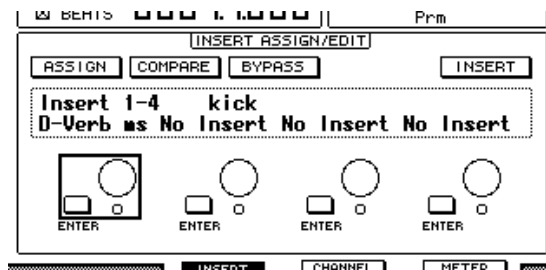 BEATS
Prm
INSERT ASSIGN/EDIT
ASSIGN COMPARE BYPASS INSERT
Insert 1-4 kick
D-Verb ms No Insert No Insert No Insert
ENTER ENTER ENTER ENTER
INSERT CHANNEL METER